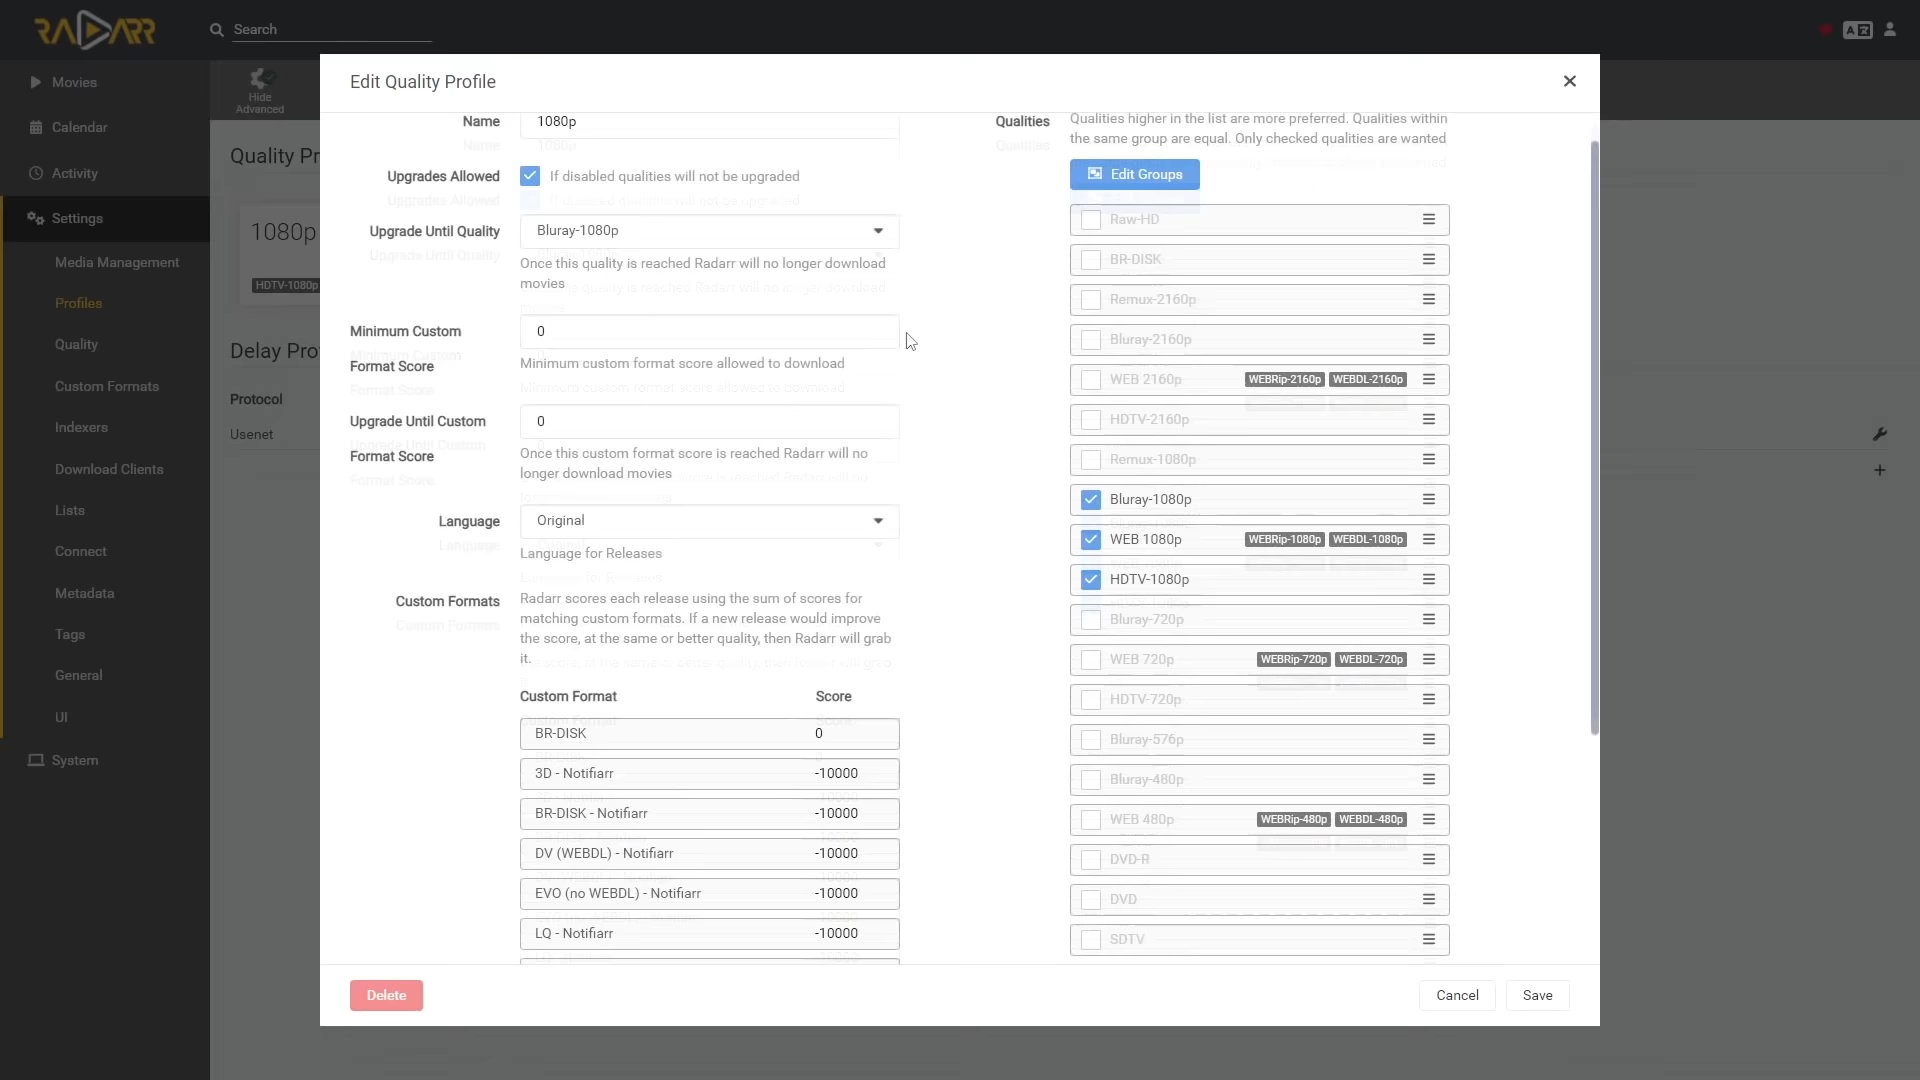 RADARR
Search
Movies
Calendar
Activity
Settings
Media Management
Profiles
Quality
Custom Formats
Indexers
Download Clients
Lists
Connect
Metadata
Tags
General
UI
System
Hide
Advanced
Quality Pr
1080p
HDTV-1080p
Delay Pro
Protocol
Usenet
Edit Quality Profile
Name
1080p
Upgrades Allowed
If disabled qualities will not be upgraded
Upgrade Until Quality
Bluray-1080p
Once this quality is reached Radarr will no longer download
movies
Minimum Custom
Format Score
0
Minimum custom format score allowed to download
Upgrade Until Custom
Format Score
0
Once this custom format score is reached Radarr will no
longer download movies
Language
Original
Language for Releases
Custom Formats
Radarr scores each release using the sum of scores for
matching custom formats. If a new release would improve
the score, at the same or better quality, then Radarr will grab
it.
Custom Format Score
BR-DISK 0
3D - Notifiarr -10000
BR-DISK - Notifiarr -10000
DV (WEBDL) - Notifiarr -10000
EVO (no WEBDL) - Notifiarr -10000
LQ - Notifiarr -10000
Qualities
Qualities higher in the list are more preferred. Qualities within
the same group are equal. Only checked qualities are wanted
Edit Groups
Raw-HD
BR-DISK
Remux-2160p
Bluray-2160p
WEB 2160p WEBRip-2160p WEBDL-2160p
HDTV-2160p
Remux-1080p
Bluray-1080p
WEB 1080p WEBRip-1080p WEBDL-1080p
HDTV-1080p
Bluray-720p
WEB 720p WEBRip-720p WEBDL-720p
HDTV-720p
Bluray-576p
Bluray-480p
WEB 480p WEBRip-480p WEBDL-480p
DVD-R
DVD
SDTV
Delete
Cancel
Save